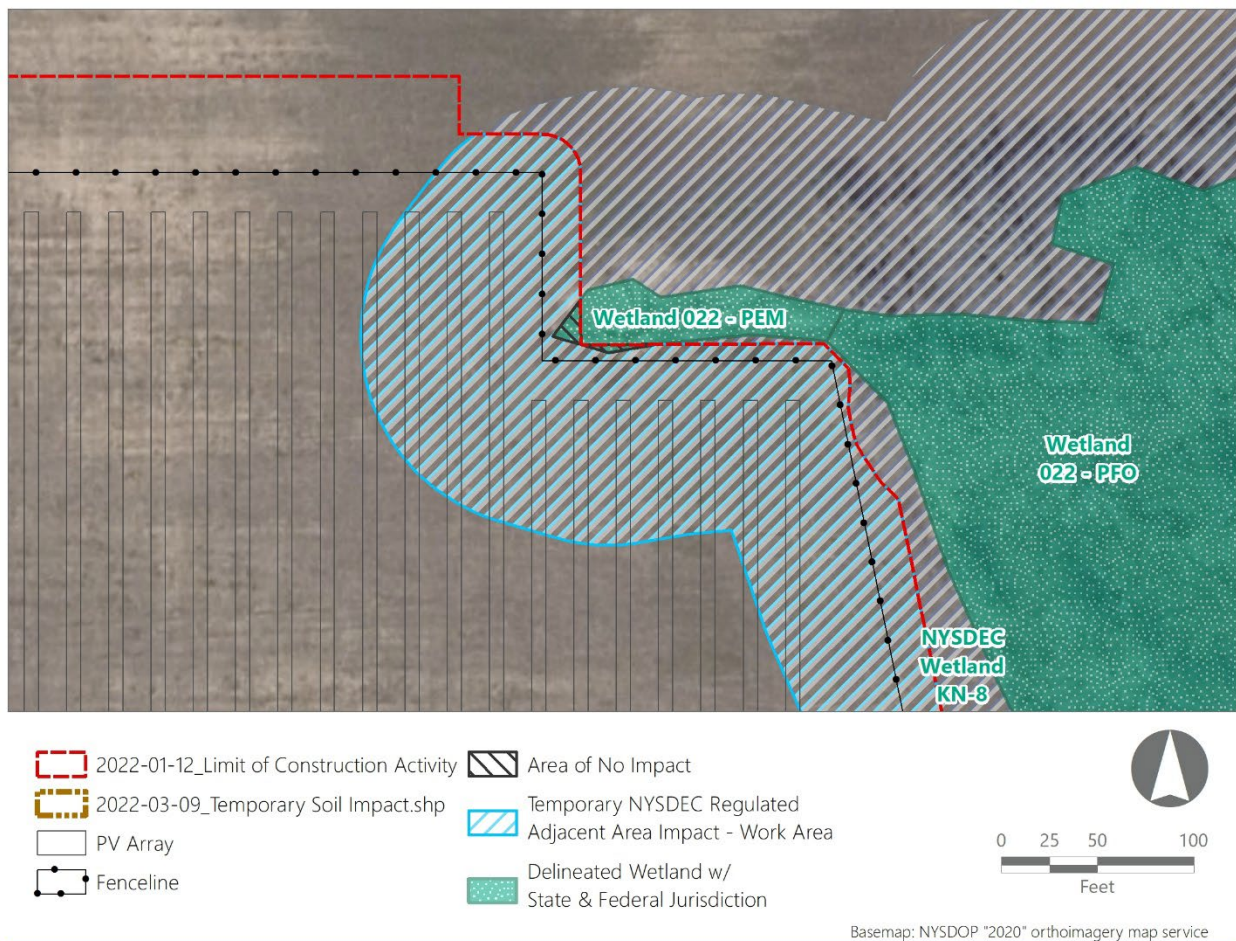 Wetland 022 - PEM
Wetland
022 - PFO
NYSDEC
Wetland
KN-8
2022-01-12_Limit of Construction Activity
2022-03-09_Temporary Soil Impact.shp
PV Array
Fenceline
Area of No Impact
Temporary NYSDEC Regulated
Adjacent Area Impact - Work Area
Delineated Wetland w/
State & Federal Jurisdiction
0 25 50 100
Feet
Basemap: NYSDOP "2020" orthoimagery map service